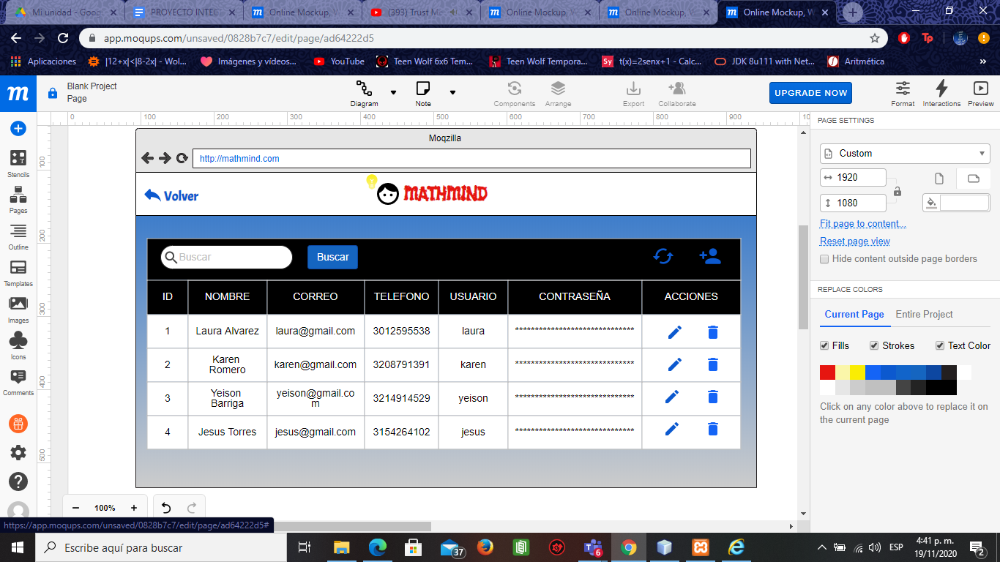 Mi unidad - Goog
PROYECTO INTEG
Online Mockup, W
(393) Trust Me
Online Mockup, W
Online Mockup, W
Online Mockup, W
app.moqups.com/unsaved/0828b7c7/edit/page/ad64222d5
Aplicaciones
|12+x|<|8-2x| - Wol...
Imágenes y vídeos...
YouTube
Teen Wolf 6x6 Tem...
Teen Wolf Tempora...
Sy
t(x)=2senx+1 - Calc...
JDK 8u111 with Net...
Aritmética
»
m
Blank Project
Page
Diagram
Note
Components
Arrange
Export
Collaborate
UPGRADE NOW
Format
Interactions
Preview
0 100 200 300 400 500 600 700 800 900 10
100
200
300
400
500
Stencils
Pages
Outline
Templates
Images
Icons
Comments
Moqzilla
http://mathmind.com
Volver
MATHMIND
Buscar
Buscar
ID NOMBRE CORREO TELEFONO USUARIO CONTRASEÑA ACCIONES
1 Laura Alvarez laura@gmail.com 3012595538 laura ******************************
2 Karen Romero karen@gmail.com 3208791391 karen ******************************
3 Yeison Barriga yeison@gmail.com 3214914529 yeison ******************************
4 Jesus Torres jesus@gmail.com 3154264102 jesus ******************************
PAGE SETTINGS
Custom
1920
1080
Fit page to content...
Reset page view
Hide content outside page borders
REPLACE COLORS
Current Page
Entire Project
Fills
Strokes
Text Color
Click on any color above to replace it on
the current page
100%
https://app.moqups.com/unsaved/0828b7c7/edit/page/ad64222d5#
Escribe aquí para buscar
37
6
ESP
4:41 p. m.
19/11/2020
2